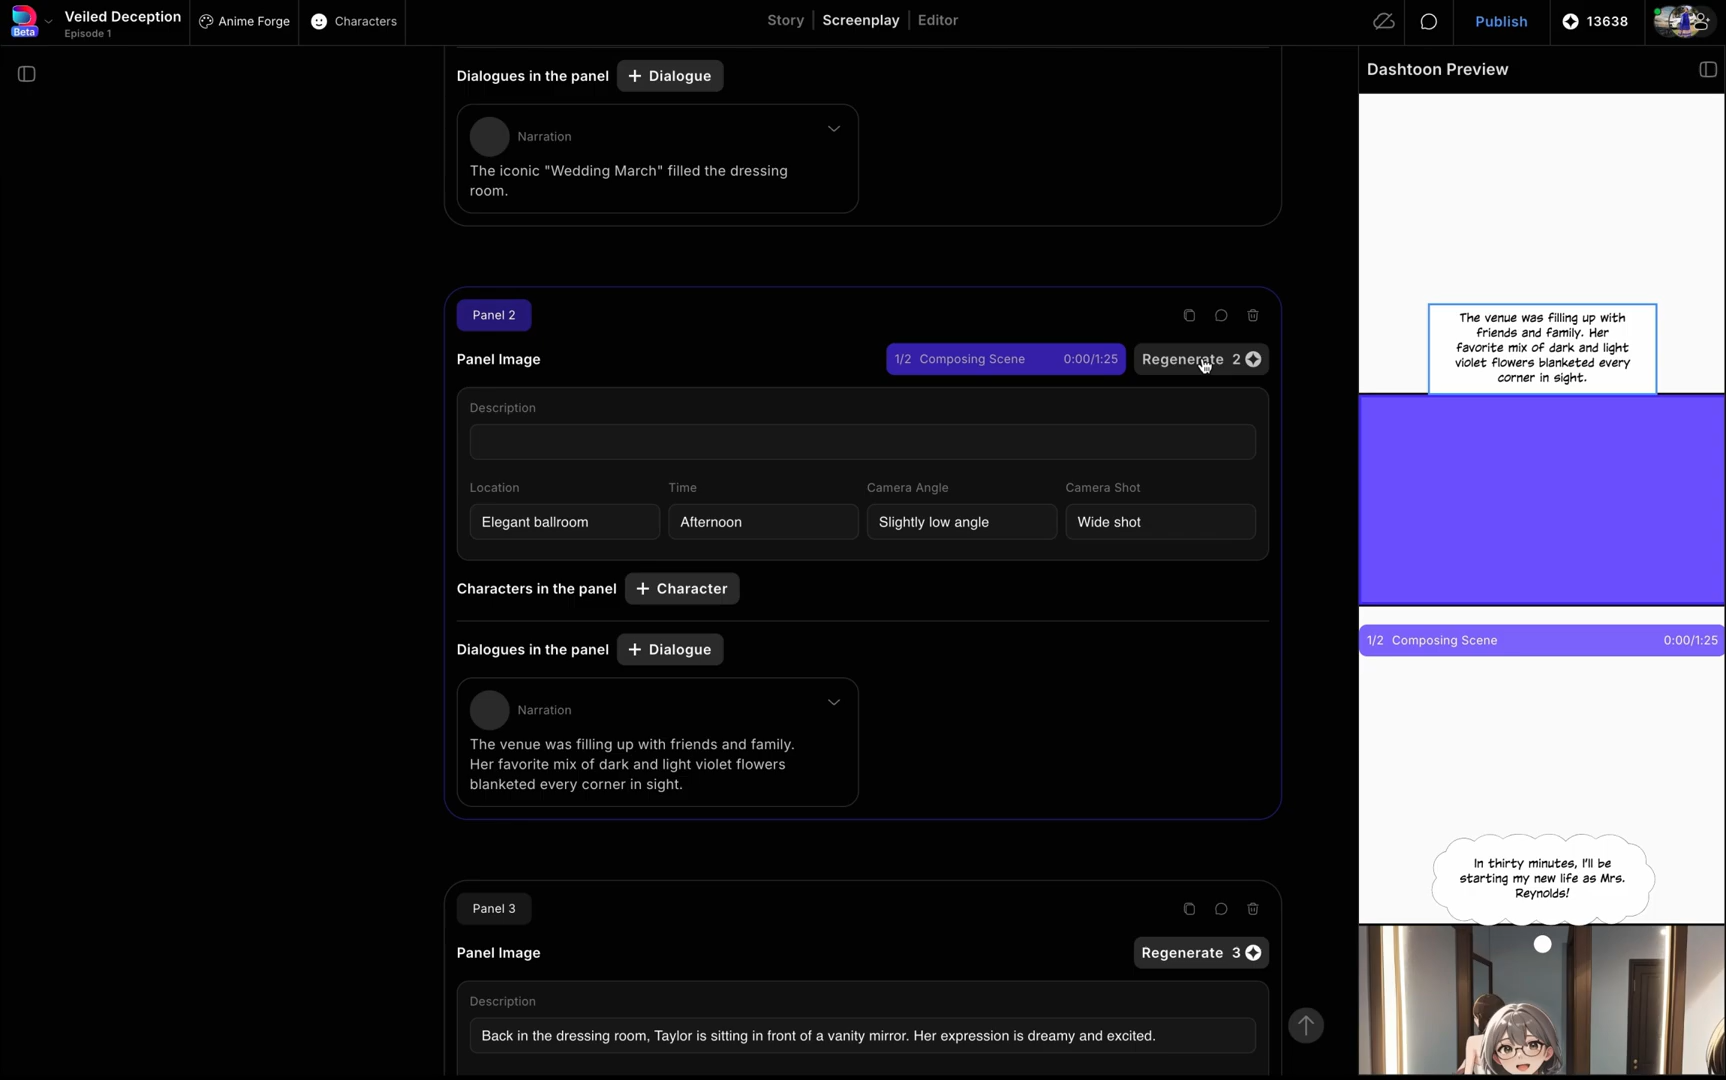 Beta
Veiled Deception
Episode 1
Anime Forge
Characters
Story
Screenplay
Editor
Publish
13638
Dialogues in the panel
+ Dialogue
Narration
The iconic "Wedding March" filled the dressing
room.
Panel 2
Panel Image
1/2 Composing Scene 0:00/1:25
Regenerate 2
Description
Location
Time
Camera Angle
Camera Shot
Elegant ballroom
Afternoon
Slightly low angle
Wide shot
Characters in the panel
+ Character
Dialogues in the panel
+ Dialogue
Narration
The venue was filling up with friends and family.
Her favorite mix of dark and light violet flowers
blanketed every corner in sight.
Panel 3
Panel Image
Regenerate 3
Description
Back in the dressing room, Taylor is sitting in front of a vanity mirror. Her expression is dreamy and excited.
Dashtoon Preview
The venue was filling up with
friends and family. Her
favorite mix of dark and light
violet flowers blanketed every
corner in sight.
1/2 Composing Scene 0:00/1:25
In thirty minutes, I'll be
starting my new life as Mrs.
Reynolds!